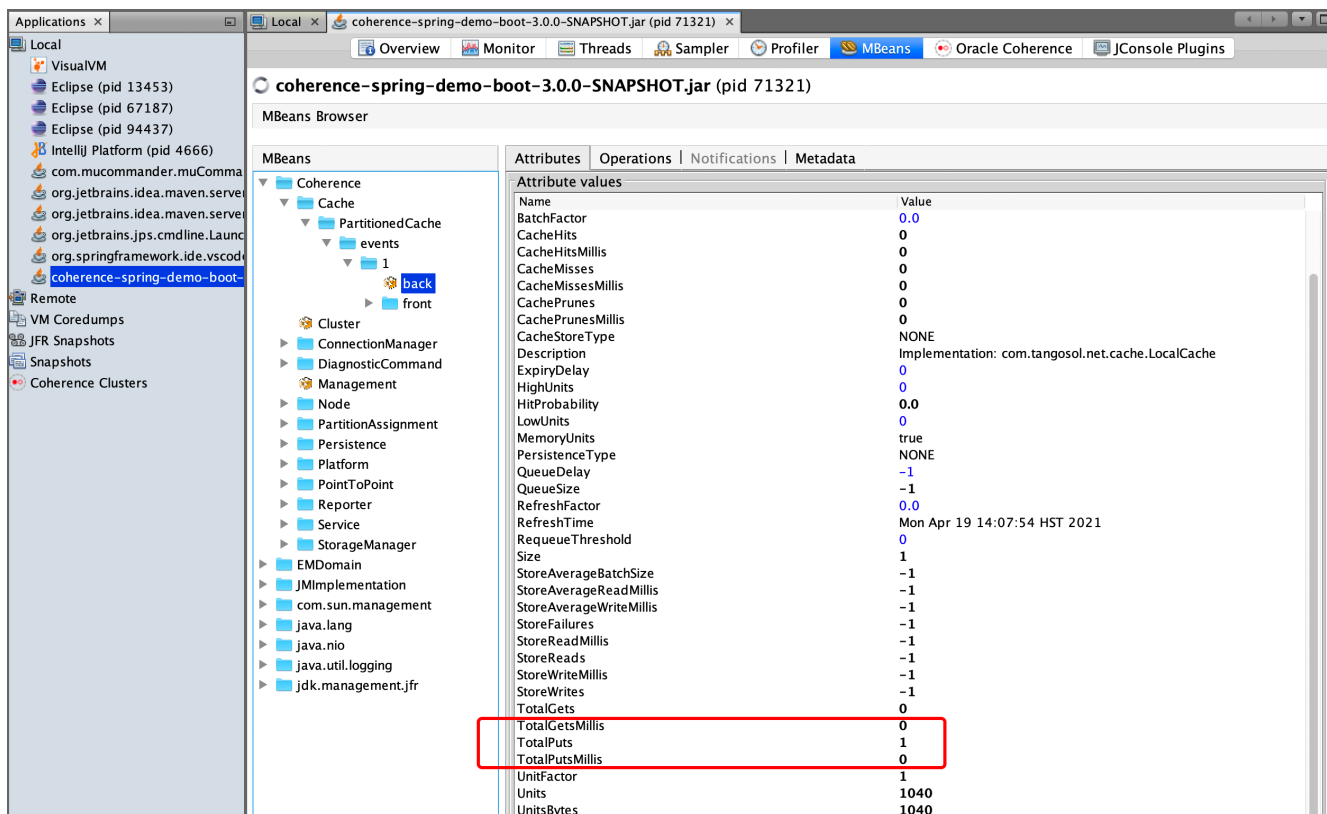 Applications ×
Local
VisualVM
Eclipse (pid 13453)
Eclipse (pid 67187)
Eclipse (pid 94437)
IntelliJ Platform (pid 4666)
com.mucommander.muComma
org.jetbrains.idea.maven.server
org.jetbrains.idea.maven.server
org.jetbrains.jps.cmdline.Launc
org.springframework.ide.vscod
coherence-spring-demo-boot-
Remote
VM Coredumps
JFR Snapshots
Snapshots
Coherence Clusters
Local × coherence-spring-demo-boot-3.0.0-SNAPSHOT.jar (pid 71321) ×
Overview Monitor Threads Sampler Profiler MBeans Oracle Coherence JConsole Plugins
coherence-spring-demo-boot-3.0.0-SNAPSHOT.jar (pid 71321)
MBeans Browser
MBeans
Coherence
Cache
PartitionedCache
events
1
back
front
Cluster
ConnectionManager
DiagnosticCommand
Management
Node
PartitionAssignment
Persistence
Platform
PointToPoint
Reporter
Service
StorageManager
EMDomain
JMImplementation
com.sun.management
java.lang
java.nio
java.util.logging
jdk.management.jfr
Attributes Operations Notifications Metadata
Attribute values
Name Value
BatchFactor 0.0
CacheHits 0
CacheHitsMillis 0
CacheMisses 0
CacheMissesMillis 0
CachePrunes 0
CachePrunesMillis 0
CacheStoreType NONE
Description Implementation: com.tangosol.net.cache.LocalCache
ExpiryDelay 0
HighUnits 0
HitProbability 0.0
LowUnits 0
MemoryUnits true
PersistenceType NONE
QueueDelay -1
QueueSize -1
RefreshFactor 0.0
RefreshTime Mon Apr 19 14:07:54 HST 2021
RequeueThreshold 0
Size 1
StoreAverageBatchSize -1
StoreAverageReadMillis -1
StoreAverageWriteMillis -1
StoreFailures -1
StoreReadMillis -1
StoreReads -1
StoreWriteMillis -1
StoreWrites -1
TotalGets 0
TotalGetsMillis 0
TotalPuts 1
TotalPutsMillis 0
UnitFactor 1
Units 1040
UnitsBytes 1040